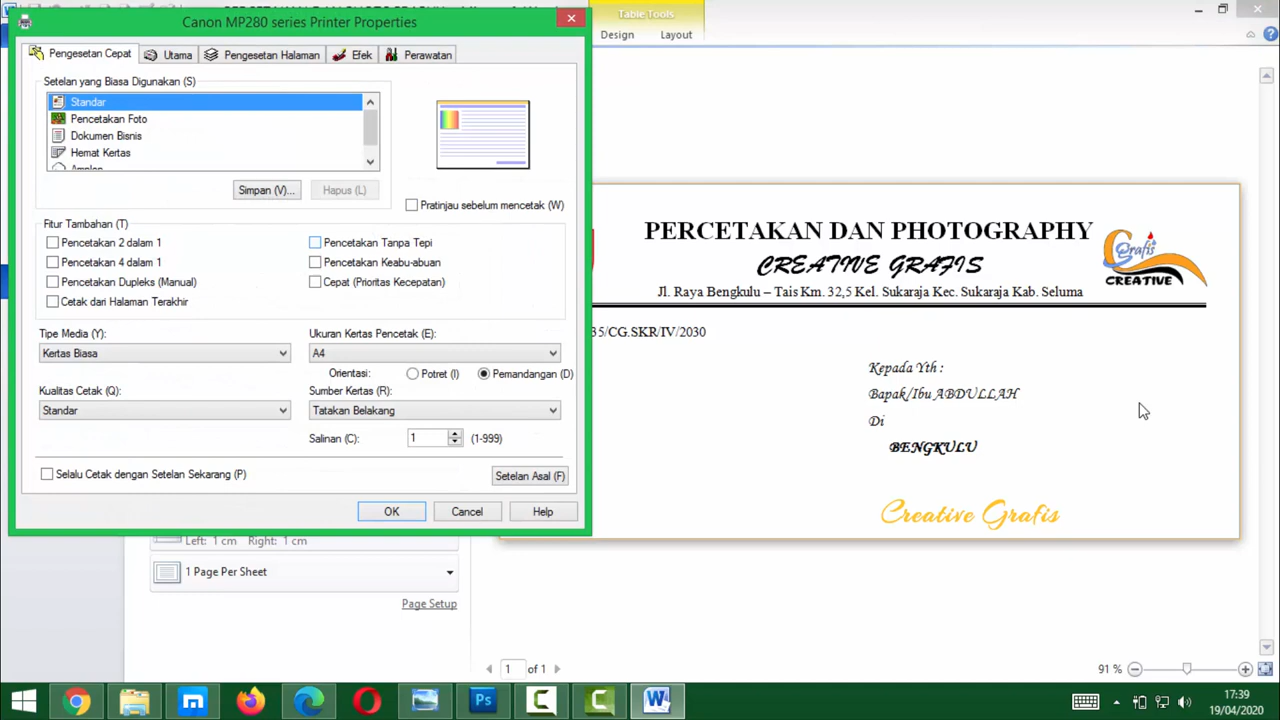 Canon MP280 series Printer Properties
Table Tools
Design Layout
Pengesetan Cepat Utama Pengesetan Halaman Efek Perawatan
Setelan yang Biasa Digunakan (S)
Standar
Pencetakan Foto
Dokumen Bisnis
Hemat Kertas
Amplop
Simpan (V)... Hapus (L)
Pratinjau sebelum mencetak (W)
Fitur Tambahan (T)
Pencetakan 2 dalam 1 Pencetakan Tanpa Tepi
Pencetakan 4 dalam 1 Pencetakan Keabu-abuan
Pencetakan Dupleks (Manual) Cepat (Prioritas Kecepatan)
Cetak dari Halaman Terakhir
Tipe Media (Y): Ukuran Kertas Pencetak (E):
Kertas Biasa A4
Orientasi: Potret (I) Pemandangan (D)
Kualitas Cetak (Q): Sumber Kertas (R):
Standar Tatakan Belakang
Salinan (C): 1 (1-999)
Selalu Cetak dengan Setelan Sekarang (P) Setelan Asal (F)
OK Cancel Help
PERCETAKAN DAN PHOTOGRAPHY
CREATIVE GRAFIS
Jl. Raya Bengkulu – Tais Km. 32,5 Kel. Sukaraja Kec. Sukaraja Kab. Seluma
Grafis
CREATIVE
35/CG.SKR/IV/2030
Kepada Yth :
Bapak/Ibu ABDULLAH
Di
BENGKULU
Creative Grafis
Left: 1 cm Right: 1 cm
1 Page Per Sheet
Page Setup
1 of 1 91 %
17:39
19/04/2020